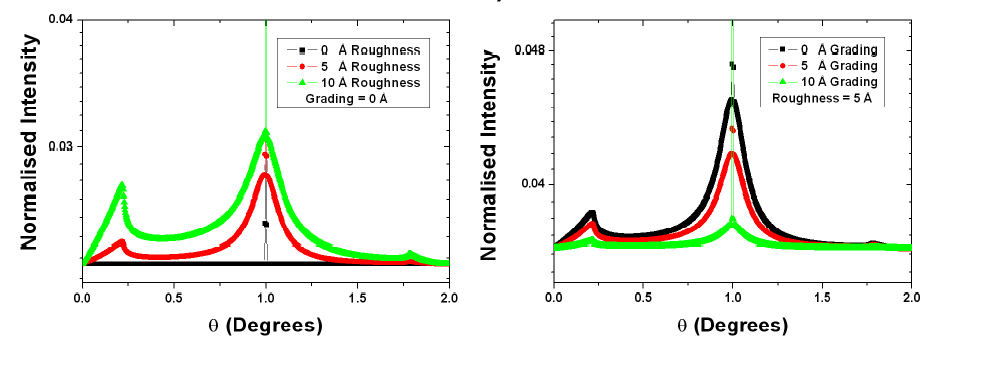 0.04
0.03
Normalised Intensity
0 Å Roughness
5 Å Roughness
10 Å Roughness
Grading = 0 Å
0.0
0.5
1.0
1.5
2.0
θ (Degrees)
0.048
0.04
Normalised Intensity
0 Å Grading
5 Å Grading
10 Å Grading
Roughness = 5 Å
0.0
0.5
1.0
1.5
2.0
θ (Degrees)